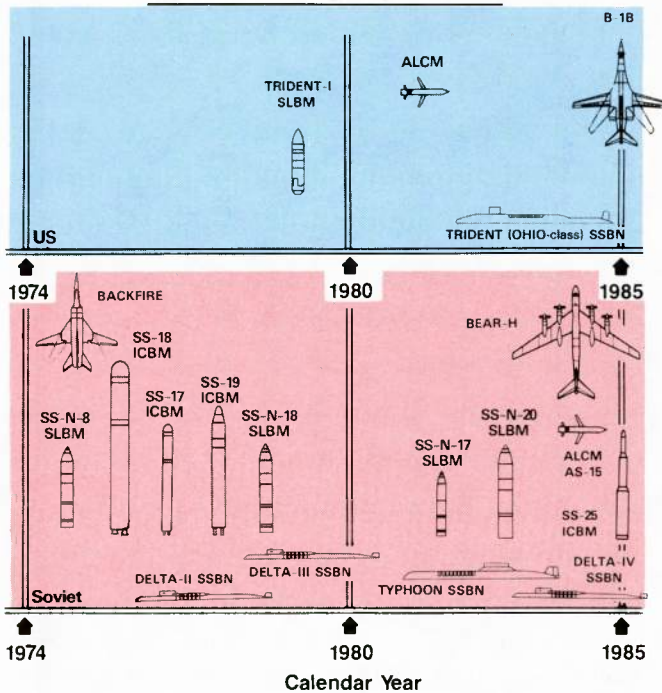 B-1B
ALCM
TRIDENT-I
SLBM
US
TRIDENT (OHIO-class) SSBN
1974
1980
1985
BACKFIRE
BEAR-H
SS-18
ICBM
SS-17
ICBM
SS-19
ICBM
SS-N-8
SLBM
SS-N-18
SLBM
SS-N-20
SLBM
SS-N-17
SLBM
ALCM
AS-15
SS-25
ICBM
DELTA-III SSBN
DELTA-II SSBN
DELTA-IV
SSBN
TYPHOON SSBN
Soviet
1974
1980
1985
Calendar Year